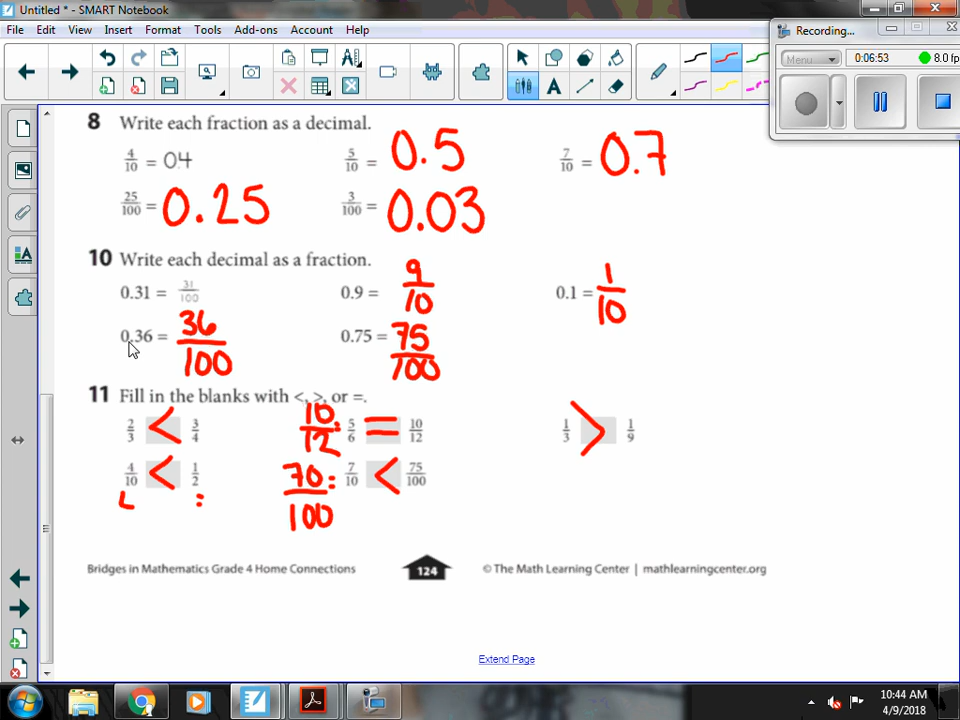 Untitled * - SMART Notebook
File Edit View Insert Format Tools Add-ons Account Help
Recording...
Menu 0:06:53 8.0 fp
8 Write each fraction as a decimal.
4/10 = 0.4 5/10 = 0.5 7/10 = 0.7
25/100 = 0.25 3/100 = 0.03
10 Write each decimal as a fraction.
0.31 = 31/100 0.9 = 9/10 0.1 = 1/10
0.36 = 36/100 0.75 = 75/100
11 Fill in the blanks with <, >, or =.
2/3 < 3/4 10/12 : 5/6 = 10/12 1/3 > 1/9
4/10 < 1/2 70/100 : 7/10 < 75/100
Bridges in Mathematics Grade 4 Home Connections 124 © The Math Learning Center | mathlearningcenter.org
Extend Page
10:44 AM
4/9/2018